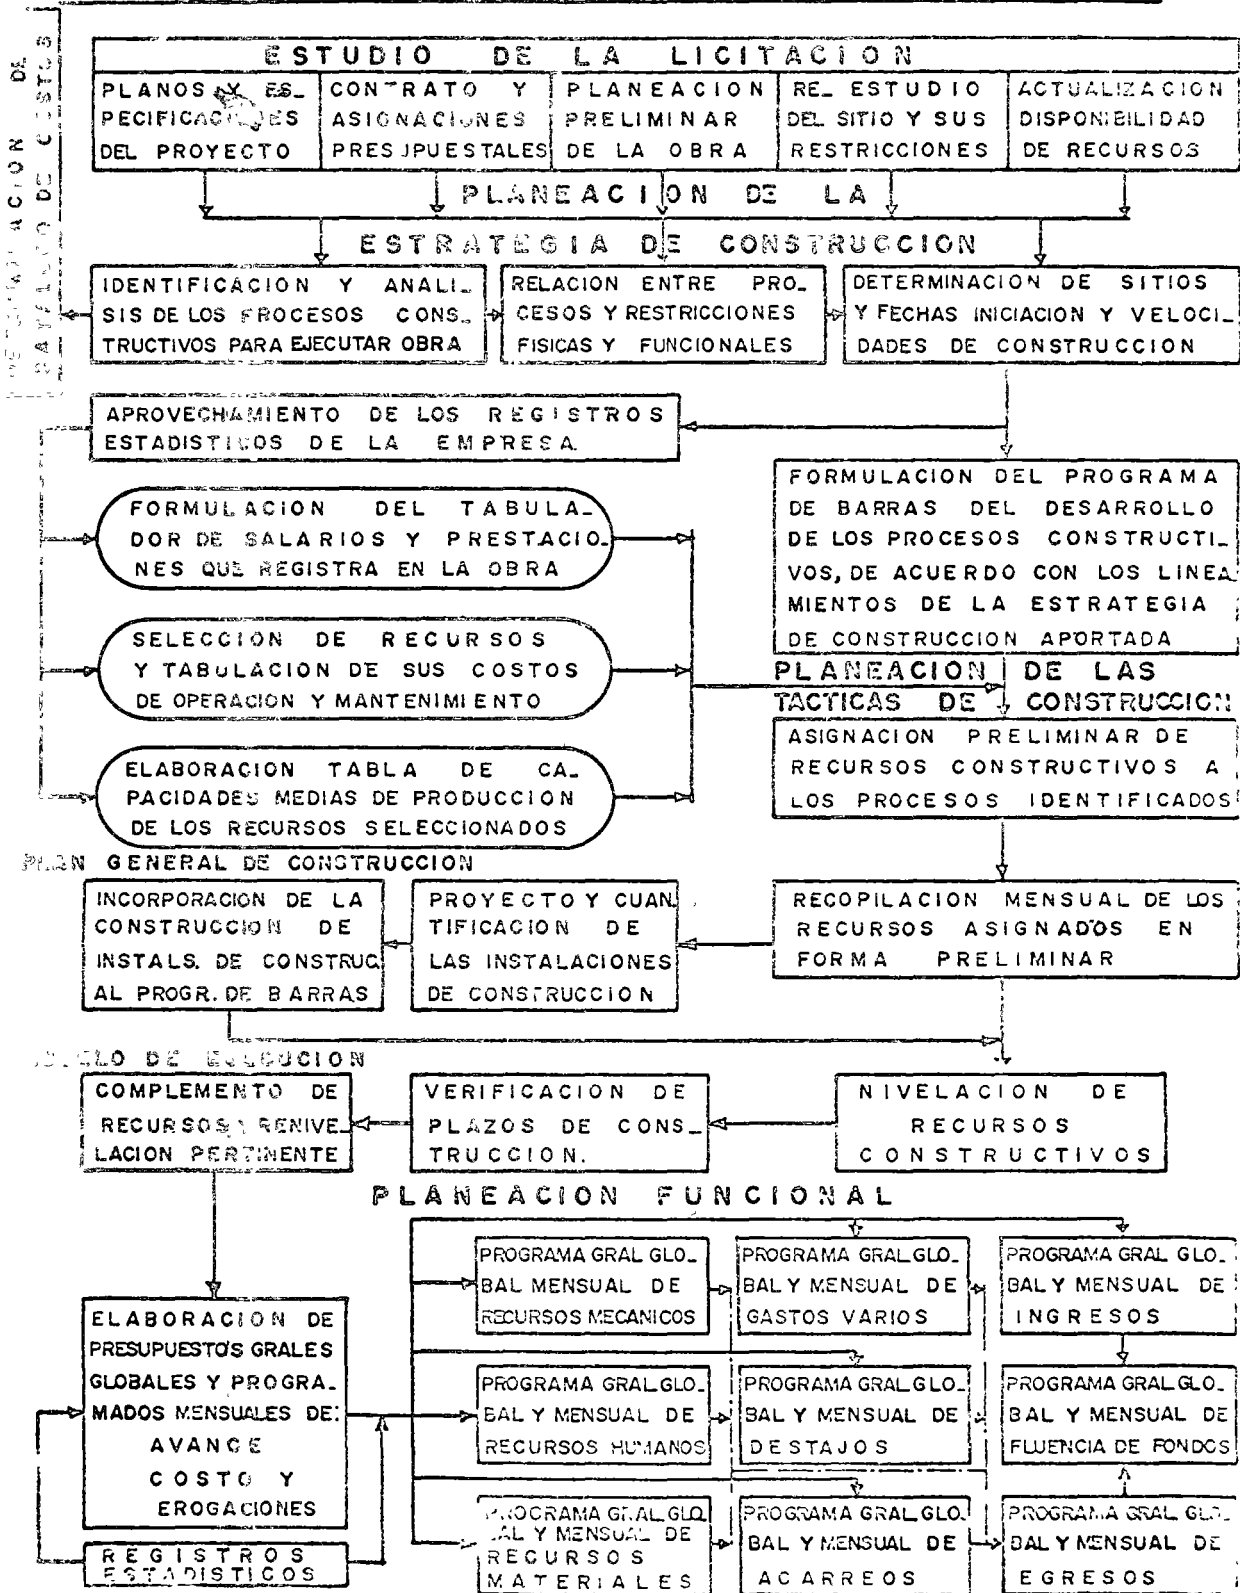 ESTUDIO DE LA LICITACION
PLANOS Y ES_
PECIFICACIONES
DEL PROYECTO
CONTRATO Y
ASIGNACIONES
PRESUPUESTALES
PLANEACION
PRELIMINAR
DE LA OBRA
RE_ ESTUDIO
DEL SITIO Y SUS
RESTRICCIONES
ACTUALIZACION
DISPONIBILIDAD
DE RECURSOS
DE COSTOS
PLANEACION DE LA
ESTRATEGIA DE CONSTRUCCION
IDENTIFICACION Y ANALI_
SIS DE LOS PROCESOS CONS_
TRUCTIVOS PARA EJECUTAR OBRA
RELACION ENTRE PRO_
CESOS Y RESTRICCIONES
FISICAS Y FUNCIONALES
DETERMINACION DE SITIOS
Y FECHAS INICIACION Y VELOCI_
DADES DE CONSTRUCCION
APROVECHAMIENTO DE LOS REGISTROS
ESTADISTICOS DE LA EMPRESA.
FORMULACION DEL TABULA_
DOR DE SALARIOS Y PRESTACIO_
NES QUE REGISTRA EN LA OBRA
SELECCION DE RECURSOS
Y TABULACION DE SUS COSTOS
DE OPERACION Y MANTENIMIENTO
ELABORACION TABLA DE CA_
PACIDADES MEDIAS DE PRODUCCION
DE LOS RECURSOS SELECCIONADOS
FORMULACION DEL PROGRAMA
DE BARRAS DEL DESARROLLO
DE LOS PROCESOS CONSTRUCTI_
VOS, DE ACUERDO CON LOS LINEA_
MIENTOS DE LA ESTRATEGIA
DE CONSTRUCCION APORTADA
PLANEACION DE LAS
TACTICAS DE CONSTRUCCION
ASIGNACION PRELIMINAR DE
RECURSOS CONSTRUCTIVOS A
LOS PROCESOS IDENTIFICADOS
PLAN GENERAL DE CONSTRUCCION
INCORPORACION DE LA
CONSTRUCCION DE
INSTALS. DE CONSTRUC.
AL PROGR. DE BARRAS
PROYECTO Y CUAN_
TIFICACION DE
LAS INSTALACIONES
DE CONSTRUCCION
RECOPILACION MENSUAL DE LOS
RECURSOS ASIGNADOS EN
FORMA PRELIMINAR
DE EJECUCION
COMPLEMENTO DE
RECURSOS Y RENIVE_
LACION PERTINENTE
VERIFICACION DE
PLAZOS DE CONS_
TRUCCION.
NIVELACION DE
RECURSOS
CONSTRUCTIVOS
PLANEACION FUNCIONAL
ELABORACION DE
PRESUPUESTOS GRALES
GLOBALES Y PROGRA_
MADOS MENSUALES DE:
AVANCE
COSTO Y
EROGACIONES
REGISTROS
ESTADISTICOS
PROGRAMA GRAL GLO_
BAL MENSUAL DE
RECURSOS MECANICOS
PROGRAMA GRAL GLO_
BAL Y MENSUAL DE
GASTOS VARIOS
PROGRAMA GRAL GLO_
BAL Y MENSUAL DE
INGRESOS
PROGRAMA GRAL GLO_
BAL Y MENSUAL DE
RECURSOS HUMANOS
PROGRAMA GRAL GLO_
BAL Y MENSUAL DE
DESTAJOS
PROGRAMA GRAL GLO_
BAL Y MENSUAL DE
FLUENCIA DE FONDOS
PROGRAMA GRAL GLO_
BAL Y MENSUAL DE
RECURSOS
MATERIALES
PROGRAMA GRAL GLO_
BAL Y MENSUAL DE
ACARREOS
PROGRAMA GRAL GLO_
BAL Y MENSUAL DE
EGRESOS